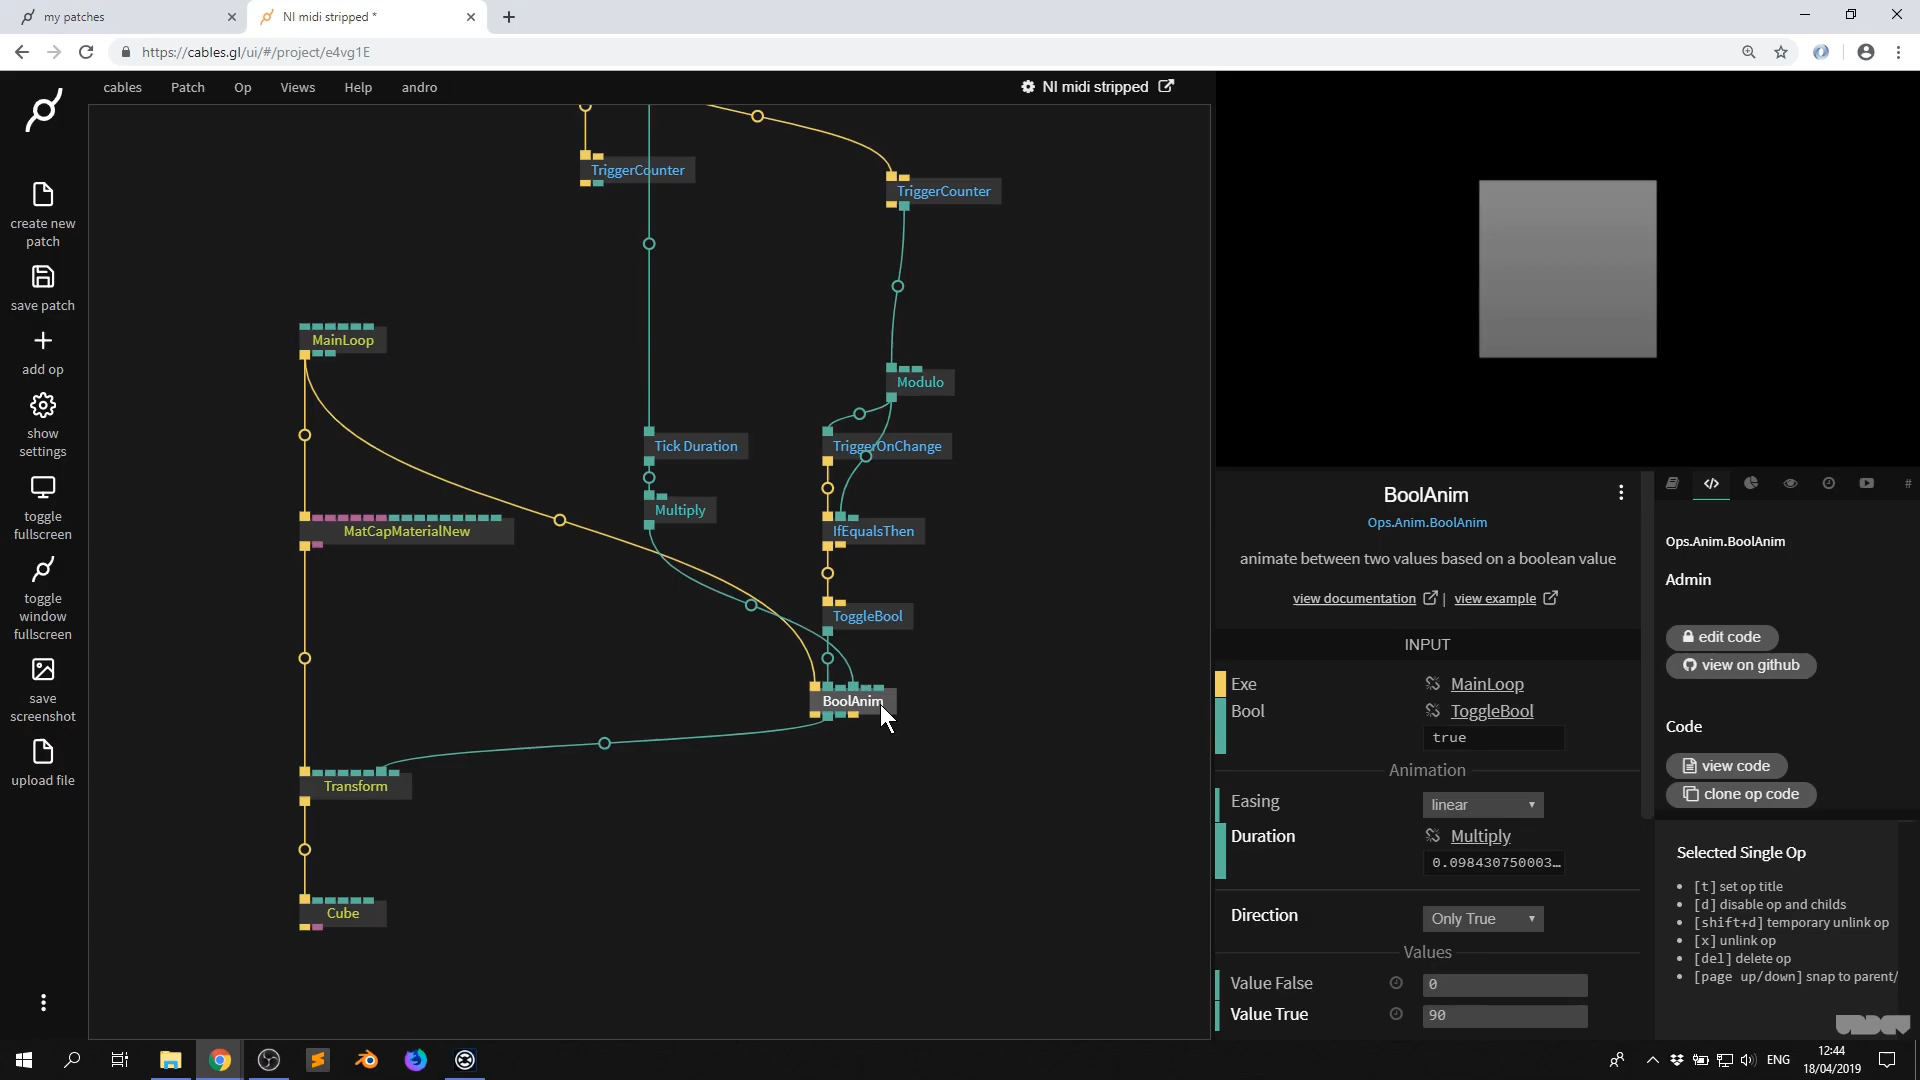 my patches
NI midi stripped *
https://cables.gl/ui/#/project/e4vg1E
cables Patch Op Views Help andro
NI midi stripped
create new
patch
save patch
add op
show
settings
toggle
fullscreen
toggle
window
fullscreen
save
screenshot
upload file
TriggerCounter
TriggerCounter
MainLoop
Modulo
Tick Duration
TriggerOnChange
Multiply
MatCapMaterialNew
IfEqualsThen
ToggleBool
BoolAnim
Transform
Cube
BoolAnim
Ops.Anim.BoolAnim
animate between two values based on a boolean value
view documentation | view example
INPUT
Exe MainLoop
Bool ToggleBool
true
Animation
Easing linear
Duration Multiply
0.098430750003…
Direction Only True
Values
Value False 0
Value True 90
#
Ops.Anim.BoolAnim
Admin
edit code
view on github
Code
view code
clone op code
Selected Single Op
[t] set op title
[d] disable op and childs
[shift+d] temporary unlink op
[x] unlink op
[del] delete op
[page up/down] snap to parent/
ENG
12:44
18/04/2019